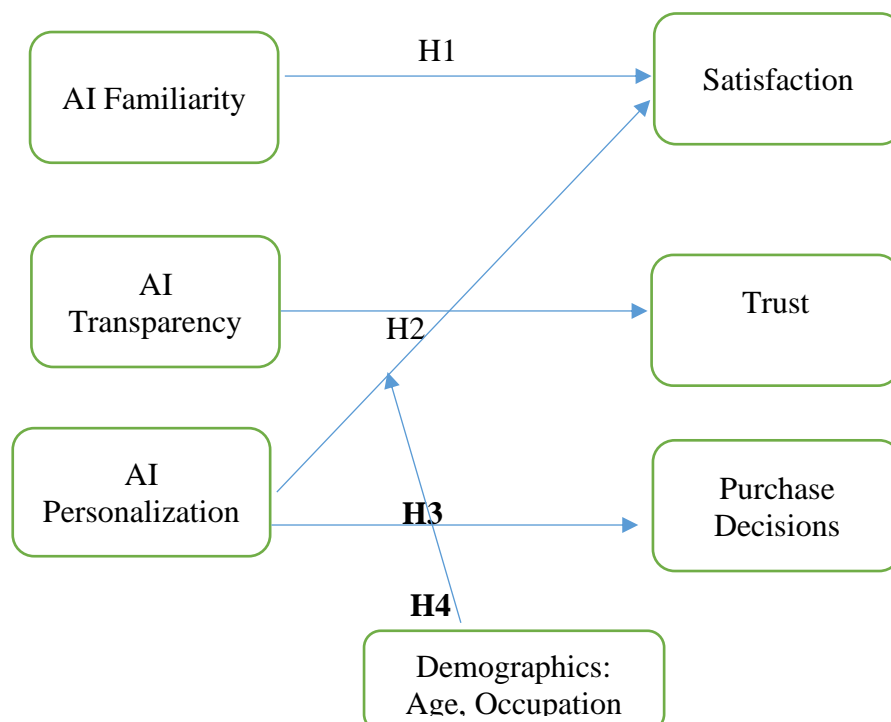 H1
AI Familiarity
Satisfaction
AI
Transparency
H2
Trust
AI
Personalization
H3
Purchase
Decisions
H4
Demographics:
Age, Occupation